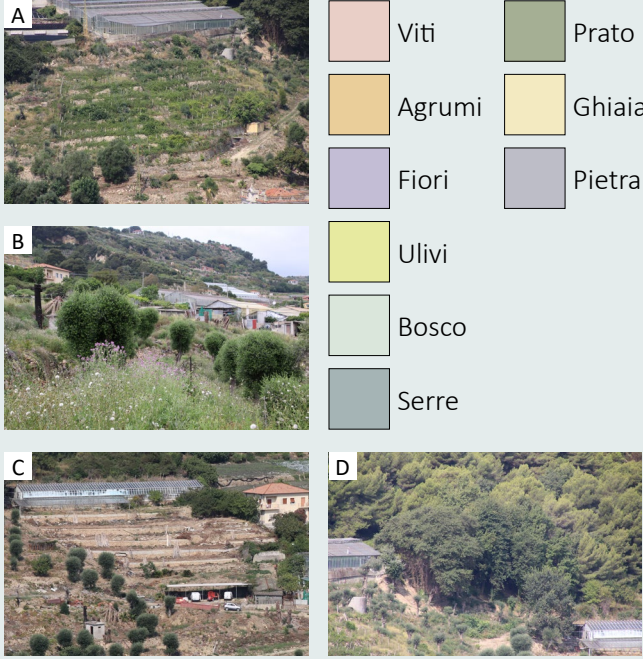 A
Viti
Prato
Agrumi
Ghiaia
Fiori
Pietra
Ulivi
B
Bosco
Serre
C
D